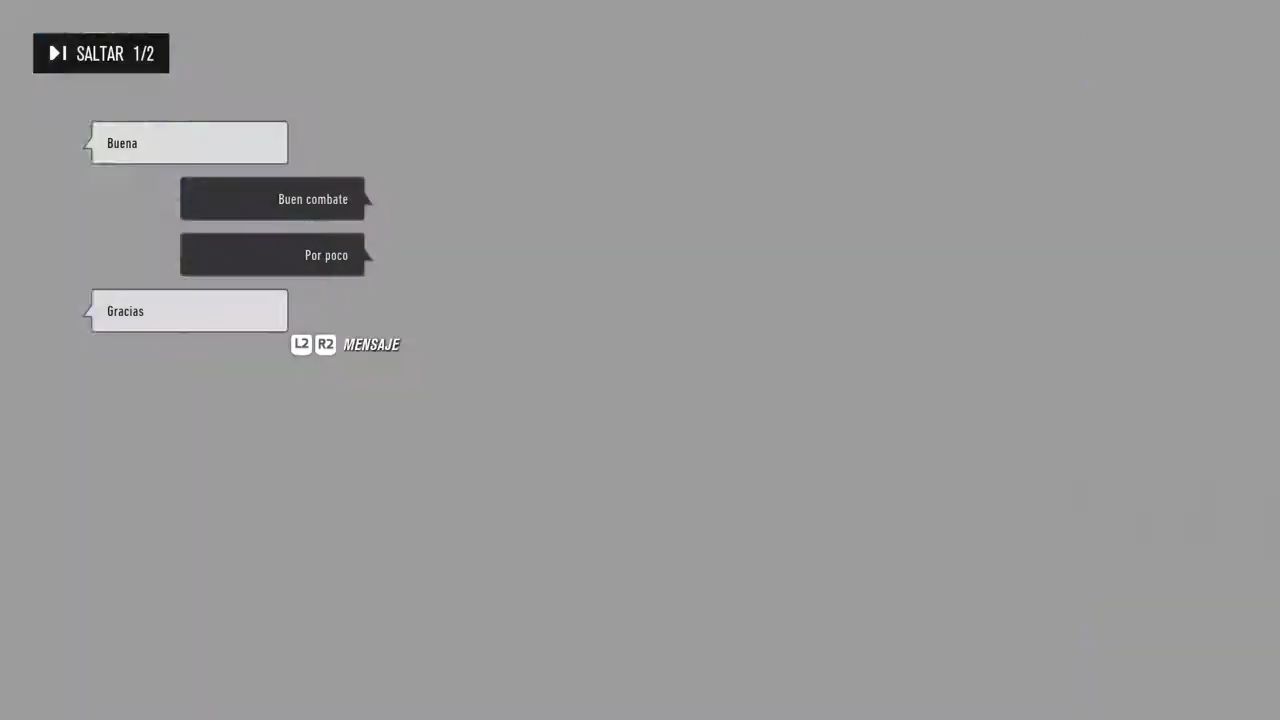 SALTAR 1/2
Buena
Buen combate
Por poco
Gracias
L2 R2 MENSAJE